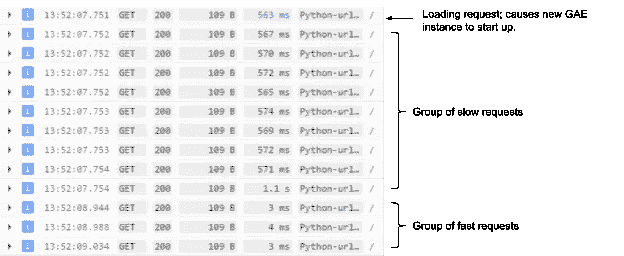 13:52:07.751 GET 200 109 B 563 ms Python-url… / Loading request; causes new GAE
instance to start up.
13:52:07.752 GET 200 109 B 567 ms Python-url… /
13:52:07.752 GET 200 109 B 570 ms Python-url… /
13:52:07.752 GET 200 109 B 572 ms Python-url… /
13:52:07.752 GET 200 109 B 565 ms Python-url… /
13:52:07.753 GET 200 109 B 574 ms Python-url… / Group of slow requests
13:52:07.753 GET 200 109 B 569 ms Python-url… /
13:52:07.753 GET 200 109 B 572 ms Python-url… /
13:52:07.754 GET 200 109 B 571 ms Python-url… /
13:52:07.754 GET 200 109 B 1.1 s Python-url… /
13:52:08.944 GET 200 109 B 3 ms Python-url… /
13:52:08.988 GET 200 109 B 4 ms Python-url… / Group of fast requests
13:52:09.034 GET 200 109 B 3 ms Python-url… /